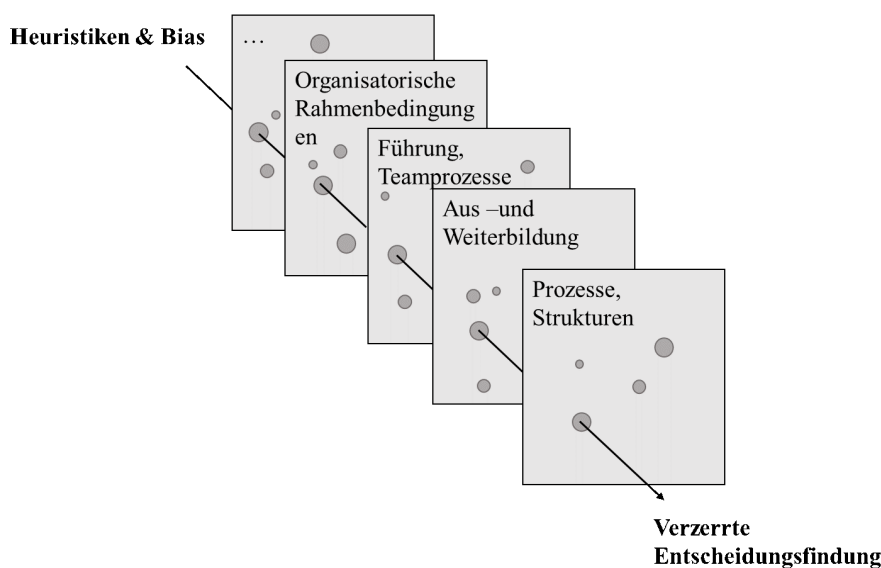 Heuristiken & Bias
…
Organisatorische
Rahmenbedingung
en
Führung,
Teamprozesse
Aus –und
Weiterbildung
Prozesse,
Strukturen
Verzerrte
Entscheidungsfindung